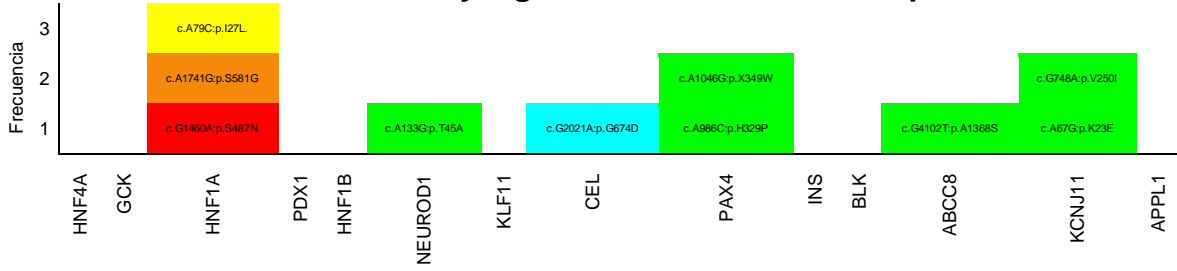 Frecuencia
3
2
1
c.A79C:p.I27L.
c.A1741G:p.S581G
c.A1046G:p.X349W
c.G748A:p.V250I
c.G1460A:p.S487N
c.A133G:p.T45A
c.G2021A:p.G674D
c.A986C:p.H329P
c.G4102T:p.A1368S
c.A67G:p.K23E
HNF4A
GCK
HNF1A
PDX1
HNF1B
NEUROD1
KLF11
CEL
PAX4
INS
BLK
ABCC8
KCNJ11
APPL1